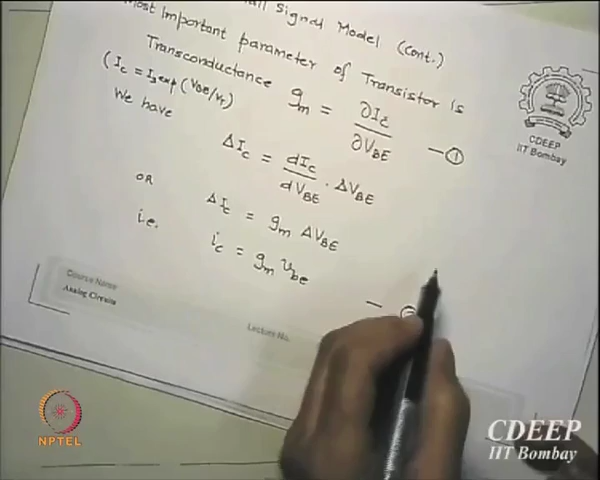 Small Signal Model (Cont.)
Most Important parameter of Transistor is
Transconductance gm = ∂Ic / ∂VBE — ①
(Ic = Is exp (VBE/VT)
We have
ΔIc = dIc / dVBE · ΔVBE
OR ΔIc = gm ΔVBE
i.e. ic = gm vbe —
Course Name
Analog Circuits
Lecture No.
CDEEP
IIT Bombay
NPTEL
CDEEP
IIT Bombay